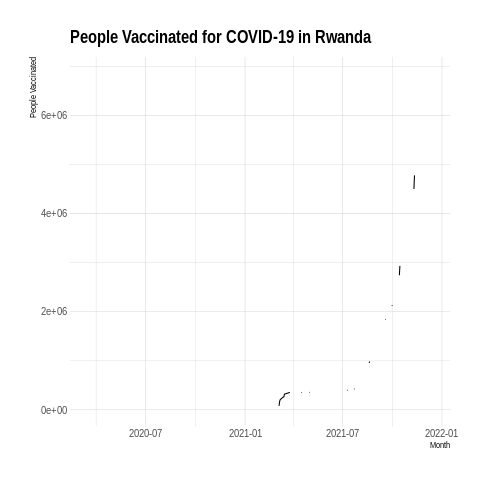 People Vaccinated for COVID-19 in Rwanda
People Vaccinated
6e+06
4e+06
2e+06
0e+00
2020-07 2021-01 2021-07 2022-01
Month